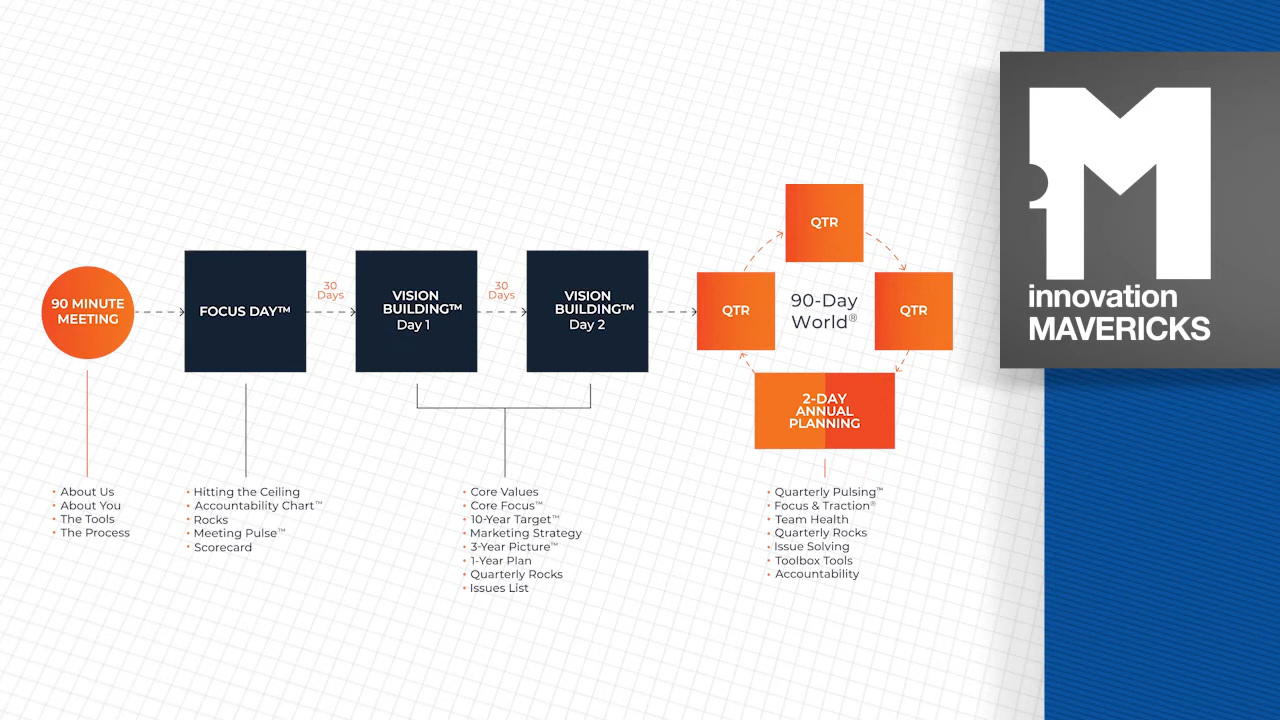 90 MINUTE
MEETING
FOCUS DAY™
30
Days
VISION
BUILDING™
Day 1
30
Days
VISION
BUILDING™
Day 2
QTR
QTR
QTR
90-Day
World®
2-DAY
ANNUAL
PLANNING
• About Us
• About You
• The Tools
• The Process
• Hitting the Ceiling
• Accountability Chart™
• Rocks
• Meeting Pulse™
• Scorecard
• Core Values
• Core Focus™
• 10-Year Target™
• Marketing Strategy
• 3-Year Picture™
• 1-Year Plan
• Quarterly Rocks
• Issues List
• Quarterly Pulsing™
• Focus & Traction®
• Team Health
• Quarterly Rocks
• Issue Solving
• Toolbox Tools
• Accountability
M
innovation
MAVERICKS